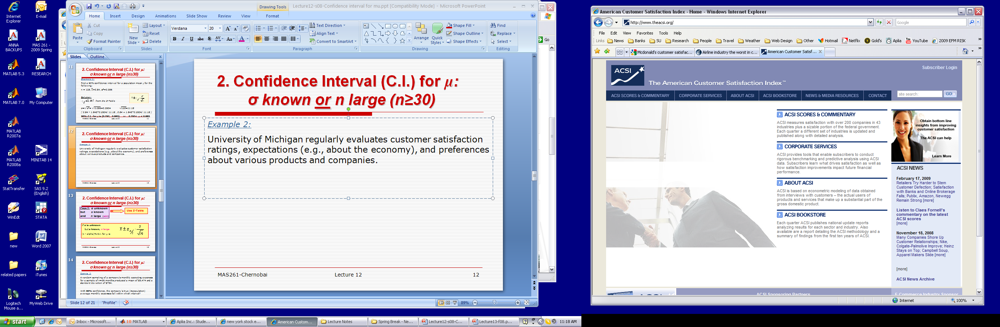 Internet
Explorer
E-mail
ANNA
BACKUPS
MAS 261 -
2009 Spring
MATLAB 5.3
RESEARCH
MATLAB 7.0
My Computer
MATLAB
R2007a
MATLAB
R2008a
MINITAB 14
StatTransfer
SAS 9.2
(English)
WinEdt
STATA
new
Word 2007
related papers
iTunes
Logitech
Mouse a...
MyWeb Drive
Drawing Tools
Lecture12-s08-Confidence interval for mu.ppt [Compatibility Mode] - Microsoft PowerPoint
Home Insert Design Animations Slide Show Review View Format
Paste
Cut
Copy
Format Painter
Clipboard
New
Slide
Layout
Reset
Delete
Slides
Verdana 20
B I U abc S AV Aa A
Font
Text Direction
Align Text
Convert to SmartArt
Paragraph
Arrange
Quick
Styles
Shape Fill
Shape Outline
Shape Effects
Drawing
Find
Replace
Select
Editing
Go
Slides Outline
11
2. Confidence Interval (C.I.) for μ:
σ known or n large (n≥30)
Example 1:
Find a 90% confidence interval for a population mean μ for the
following:
Solution:
from the Z-Table
12
2. Confidence Interval (C.I.) for μ:
σ known or n large (n≥30)
Example 2:
University of Michigan regularly evaluates customer satisfaction
ratings, expectations (e.g., about the economy), and preferences
about various products and companies.
13
2. Confidence Interval (C.I.) for μ:
σ known or n large (n≥30)
Case 2: σ unknown
but s known
and n large (≥30)
Use Z-Table
If σ is unknown
but s known, n large
(1 - alpha)% C.I. for μ is
14
2. Confidence Interval (C.I.) for μ:
σ known or n large (n≥30)
A random sampling of a company's monthly operating expenses
for a sample of n=36 months produced a mean of $5,474 and a
standard deviation of $764.
With 90% confidence, the company's true (=population)
average monthly expenses fall within which interval?
2. Confidence Interval (C.I.) for μ:
σ known or n large (n≥30)
Example 2:
University of Michigan regularly evaluates customer satisfaction
ratings, expectations (e.g., about the economy), and preferences
about various products and companies.
MAS261-Chernobai Lecture 12 12
Slide 12 of 21 "Profile" 89%
American Customer Satisfaction Index - Home - Windows Internet Explorer
http://www.theacsi.org/
Google
File Edit View Favorites Tools Help
Links News Banks SU Research People Travel Weather Web Design Other Hotmail Netflix Gold's Aplia YouTube 2009 EFM RISK
Mcdonald's customer satisfac...
Airline industry the worst in c...
American Customer Satisf...
ACSI
The American Customer Satisfaction Index™
Subscriber Login
ACSI SCORES & COMMENTARY CORPORATE SERVICES ABOUT ACSI ACSI BOOKSTORE NEWS & MEDIA RESOURCES CONTACT site search: GO
ACSI SCORES & COMMENTARY
ACSI measures satisfaction with over 200 companies in 43
industries plus a sizable portion of the federal government.
Each quarter a different set of industries is updated and
published along with detailed analysis.
CORPORATE SERVICES
ACSI provides tools that enable subscribers to conduct
rigorous benchmarking and predictive analysis using ACSI
data. Subscribers learn what drives satisfaction as well as
how satisfaction improvements impact future financial
performance.
ABOUT ACSI
ACSI is based on econometric modeling of data obtained
from interviews with customers – the actual users of
products and services that make up a substantial part of the
gross domestic product.
ACSI BOOKSTORE
Each quarter ACSI publishes national update reports
analyzing results for each sector and industry. Also
available are a report detailing the ACSI methodology and a
summary of findings from the first ten years of ACSI.
Obtain bottom line
insights from improving
customer satisfaction
The ACSI can help
Learn More
ACSI NEWS
February 17, 2009
Retailers Try Harder to Stem
Customer Defection; Satisfaction
with Banks and Online Brokerage
Falls; Publix, Amazon, Newegg
Remain Strong [more]
Listen to Claes Fornell's
commentary on the latest
ACSI scores
[more]
November 18, 2008
Many Companies Shore Up
Customer Relationships; Nike,
Colgate-Palmolive Improve; Heinz
Stays on Top; Campbell Soup,
Apparel Makers Slide [more]
[more]
ACSI News Archive
ACSI Sponsoring Partners
E Commerce Industry Sponsor
Internet 100%
start
Inbox - Microsoft...
10 MATLAB
Aplia Inc.: Stude...
new york stock e...
American Custom...
Lecture Notes
Spring Break - Ne...
Lecture12-s08-C...
Lecture13-f08.p...
11:18 AM